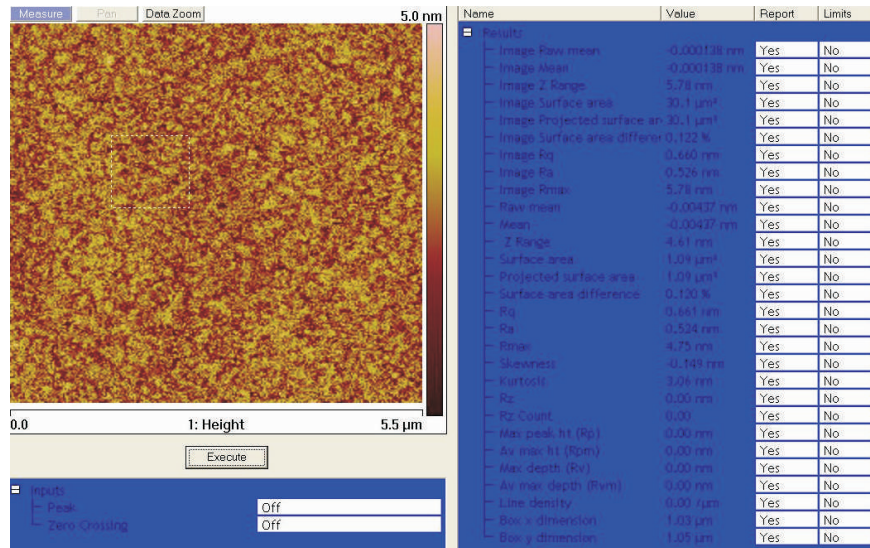 Measure Pan Data Zoom 5.0 nm
0.0 1: Height 5.5 µm
Execute
Inputs
Peak Off
Zero Crossing Off
Name Value Report Limits
Results
Image Raw mean -0.000138 nm Yes No
Image Mean -0.000138 nm Yes No
Image Z Range 5.78 nm Yes No
Image Surface area 30.1 µm² Yes No
Image Projected surface ar 30.1 µm² Yes No
Image Surface area differer 0.122 % Yes No
Image Rq 0.660 nm Yes No
Image Ra 0.526 nm Yes No
Image Rmax 5.78 nm Yes No
Raw mean -0.00437 nm Yes No
Mean -0.00437 nm Yes No
Z Range 4.61 nm Yes No
Surface area 1.09 µm² Yes No
Projected surface area 1.09 µm² Yes No
Surface area difference 0.120 % Yes No
Rq 0.661 nm Yes No
Ra 0.524 nm Yes No
Rmax 4.75 nm Yes No
Skewness -0.149 nm Yes No
Kurtosis 3.06 nm Yes No
Rz 0.00 nm Yes No
Rz Count 0.00 Yes No
Max peak ht (Rp) 0.00 nm Yes No
Av max ht (Rpm) 0.00 nm Yes No
Max depth (Rv) 0.00 nm Yes No
Av max depth (Rvm) 0.00 nm Yes No
Line density 0.00 /µm Yes No
Box x dimension 1.03 µm Yes No
Box y dimension 1.05 µm Yes No